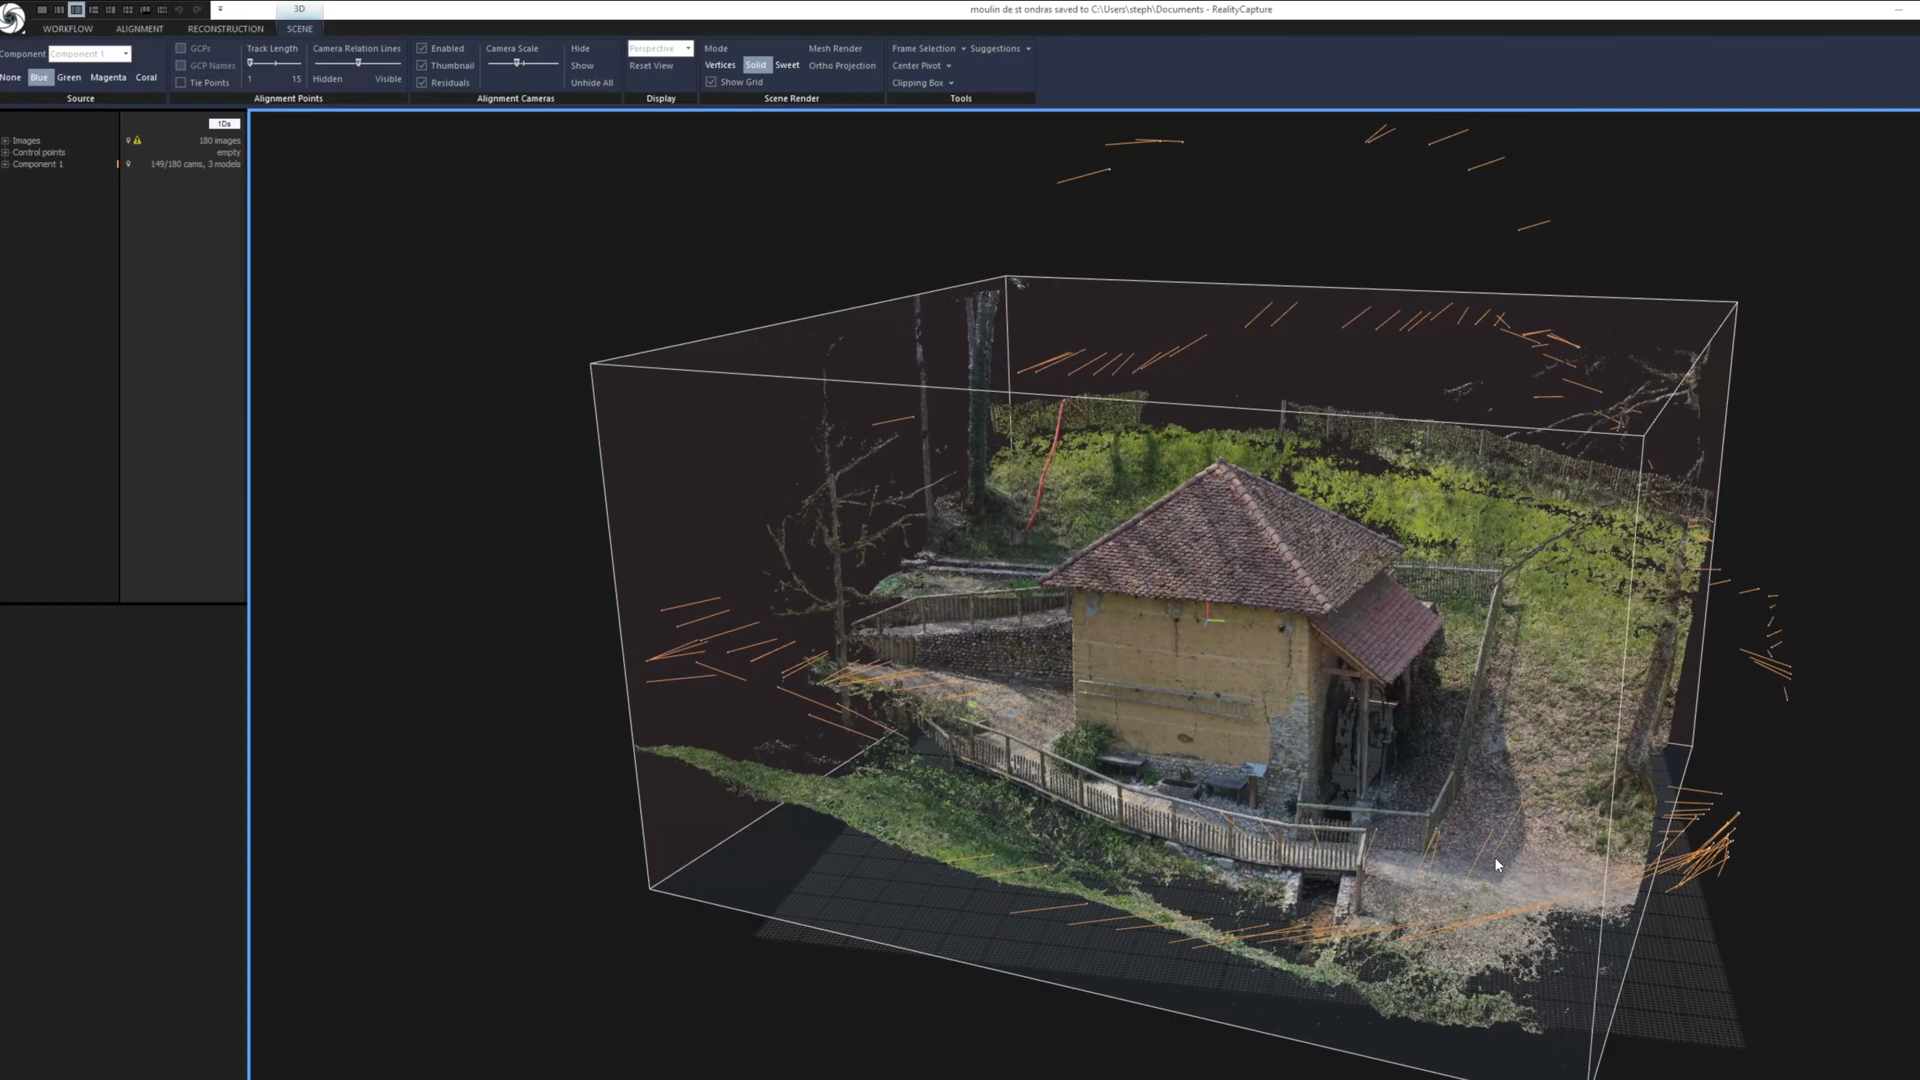 3D
moulin de st ondras saved to C:\Users\steph\Documents - RealityCapture
WORKFLOW ALIGNMENT RECONSTRUCTION SCENE
Component Component 1
None Blue Green Magenta Coral
Source
GCPs
GCP Names
Tie Points
Track Length
1 15
Camera Relation Lines
Hidden Visible
Alignment Points
Enabled
Thumbnail
Residuals
Camera Scale
Hide
Show
Unhide All
Alignment Cameras
Perspective
Reset View
Display
Mode
Vertices Solid Sweet
Show Grid
Mesh Render
Ortho Projection
Scene Render
Frame Selection Suggestions
Center Pivot
Clipping Box
Tools
1Ds
Images 180 images
Control points empty
Component 1 149/180 cams, 3 models